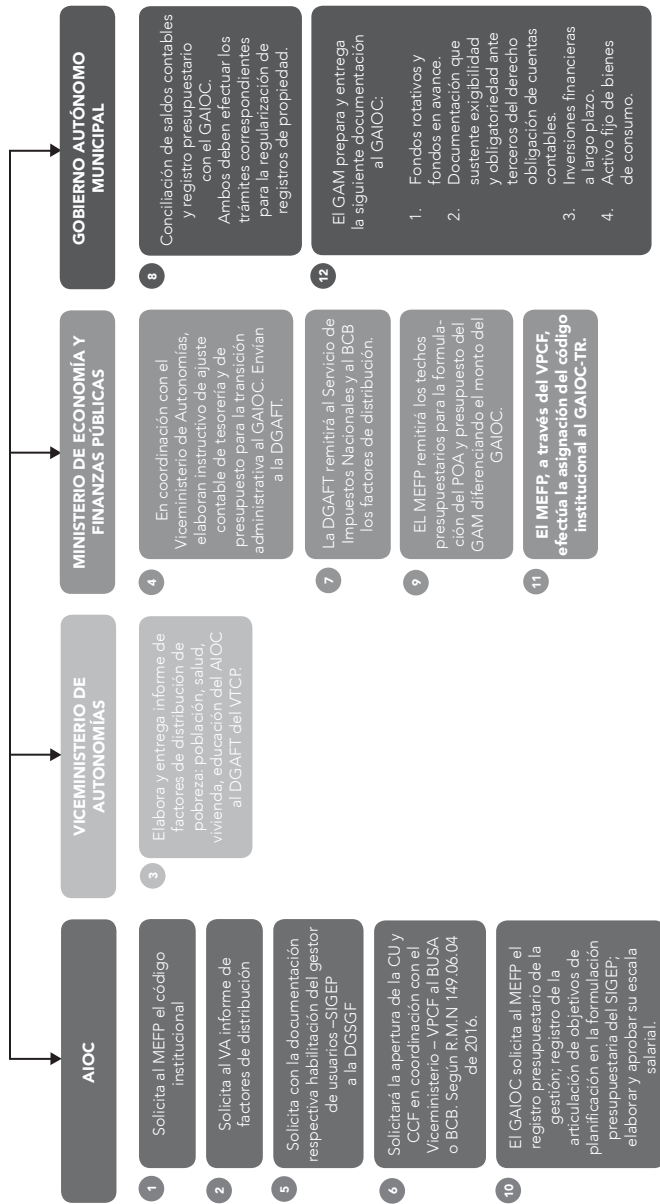 AIOC
1
Solicita al MEFP el código
institucional
2
Solicita al VA informe de
factores de distribución
5
Solicita con la documentación
respectiva habilitación del gestor
de usuarios –SIGEP
a la DGSGF
6
Solicitará la apertura de la CU y
CCF en coordinación con el
Viceministerio – VPCF al BUSA
o BCB. Según R.M.N 149.06.04
de 2016.
10
El GAIOC solicita al MEFP el
registro presupuestario de la
gestión; registro de la
articulación de objetivos de
planificación en la formulación
presupuestaria del SIGEP;
elaborar y aprobar su escala
salarial.
VICEMINISTERIO DE
AUTONOMÍAS
3
Elabora y entrega informe de
factores de distribución de
pobreza: población, salud,
vivienda, educación del AIOC
al DGAFT del VTCP.
MINISTERIO DE ECONOMÍA Y
FINANZAS PÚBLICAS
4
En coordinación con el
Viceministerio de Autonomías,
elaboran instructivo de ajuste
contable de tesoreria y de
presupuesto para la transición
administrativa al GAIOC. Envían
a la DGAFT.
7
La DGAFT remitirá al Servicio de
Impuestos Nacionales y al BCB
los factores de distribución.
9
EL MEFP remitirá los techos
presupuestarios para la formula-
ción del POA y presupuesto del
GAM diferenciando el monto del
GAIOC.
11
El MEFP, a través del VPCF,
efectúa la asignación del código
institucional al GAIOC-TR.
GOBIERNO AUTÓNOMO
MUNICIPAL
8
Conciliación de saldos contables
y registro presupuestario
con el GAIOC.
Ambos deben efectuar los
trámites correspondientes
para la regularización de
registros de propiedad.
12
El GAM prepara y entrega
la siguiente documentación
al GAIOC:
1. Fondos rotativos y
fondos en avance.
2. Documentación que
sustente exigibilidad
y obligatoriedad ante
terceros del derecho
obligación de cuentas
contables.
3. Inversiones financieras
a largo plazo.
4. Activo fijo de bienes
de consumo.